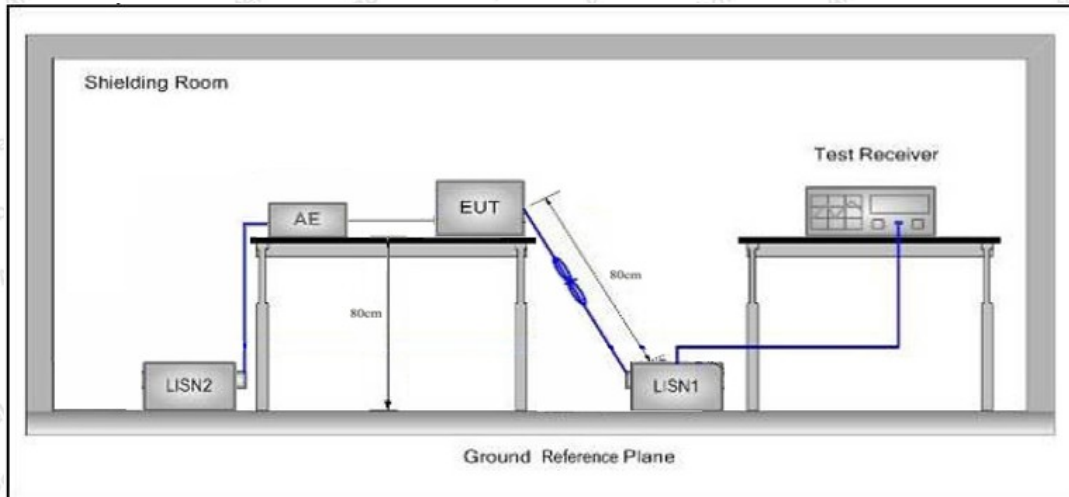 Shielding Room
Test Receiver
AE
EUT
80cm
80cm
LISN2
LISN1
Ground Reference Plane